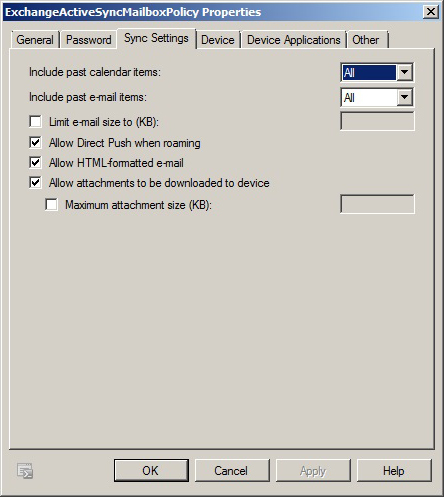 ExchangeActiveSyncMailboxPolicy Properties
General Password Sync Settings Device Device Applications Other
Include past calendar items: All
Include past e-mail items: All
Limit e-mail size to (KB):
Allow Direct Push when roaming
Allow HTML-formatted e-mail
Allow attachments to be downloaded to device
Maximum attachment size (KB):
OK Cancel Apply Help